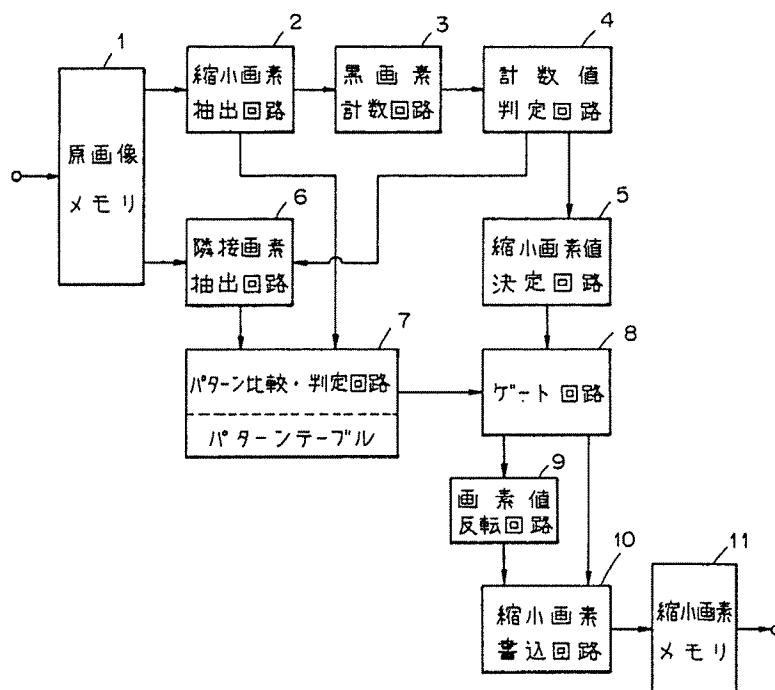 1
原画像
メモリ
2
縮小画素
抽出回路
3
黒画素
計数回路
4
計数値
判定回路
5
縮小画素値
決定回路
6
隣接画素
抽出回路
7
パターン比較・判定回路
パターンテーブル
8
ゲート回路
9
画素値
反転回路
10
縮小画素
書込回路
11
縮小画素
メモリ